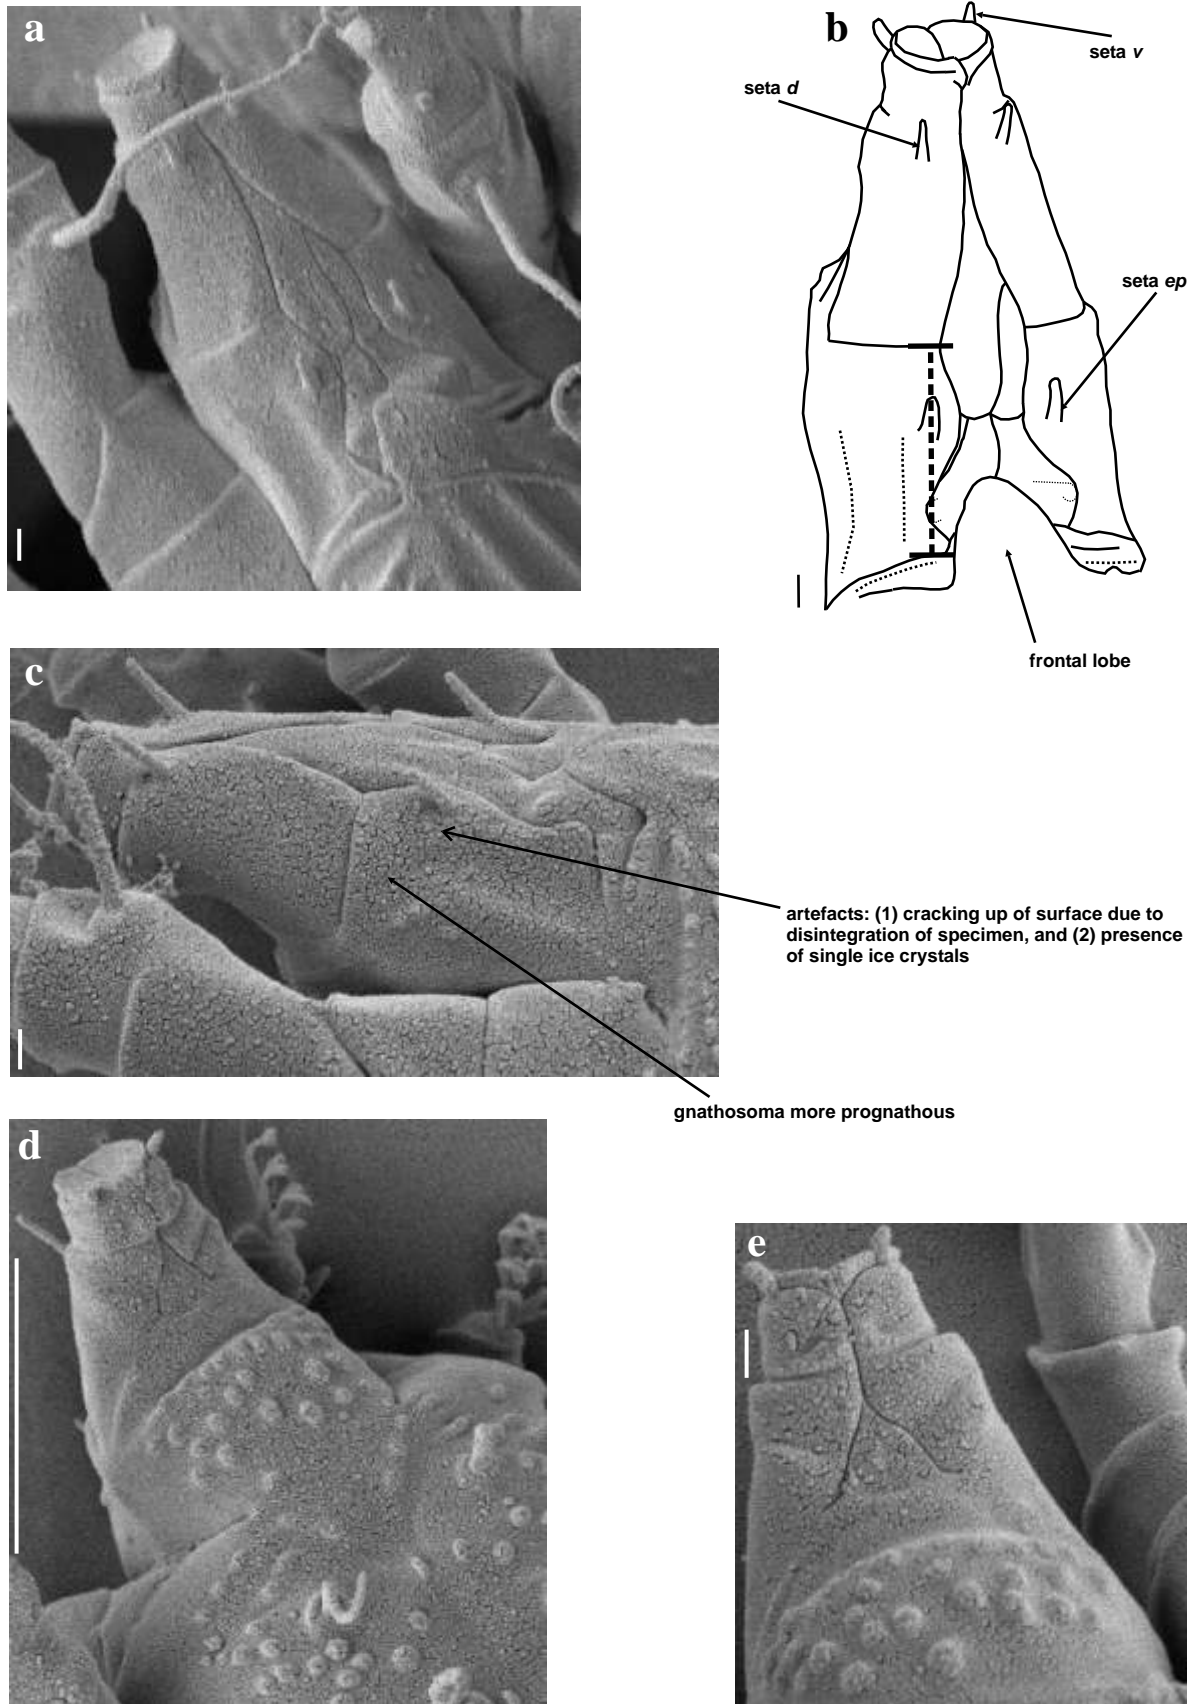 a
b
seta v
seta d
seta ep
frontal lobe
c
artefacts: (1) cracking up of surface due to
disintegration of specimen, and (2) presence
of single ice crystals
gnathosoma more prognathous
d
e